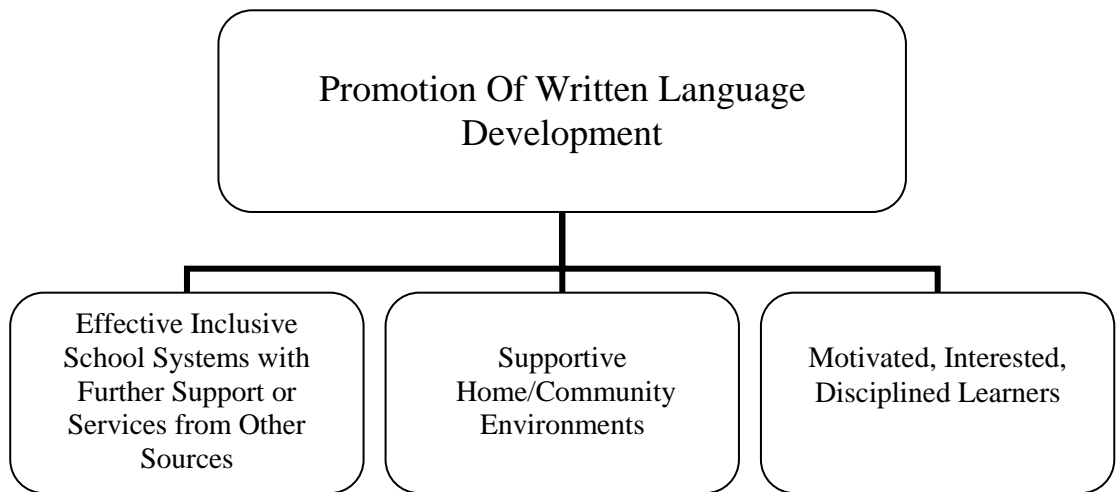 Promotion Of Written Language
Development
Effective Inclusive
School Systems with
Further Support or
Services from Other
Sources
Supportive
Home/Community
Environments
Motivated, Interested,
Disciplined Learners